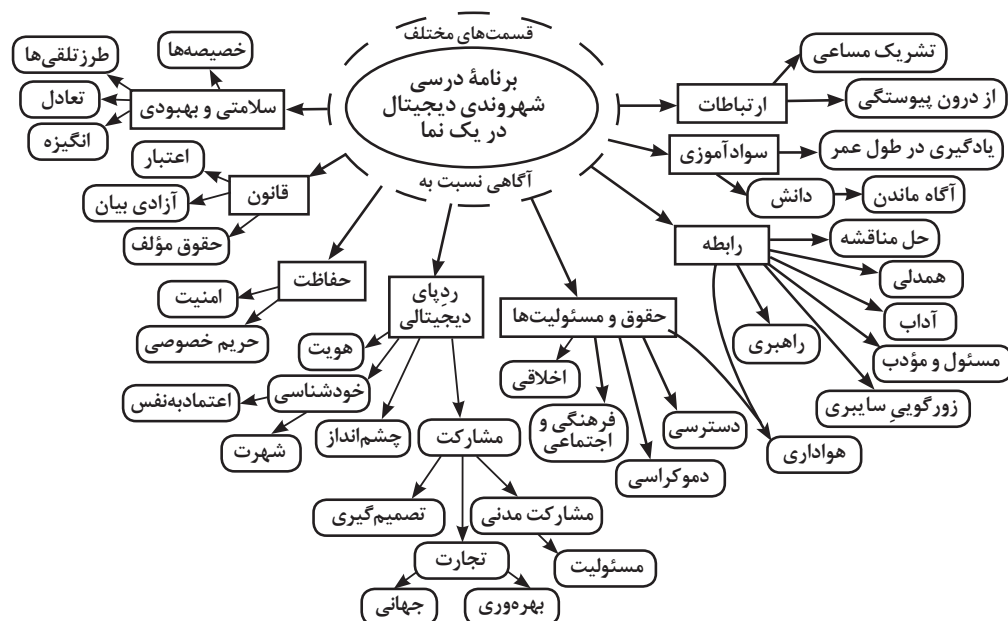 قسمت‌های مختلف
برنامهٔ درسی
شهروندی دیجیتال
در یک نما
آگاهی نسبت به
ارتباطات
تشریک مساعی
از درون پیوستگی
سوادآموزی
یادگیری در طول عمر
دانش
آگاه ماندن
رابطه
حل مناقشه
همدلی
آداب
مسئول و مؤدب
زورگوییِ سایبری
راهبری
هواداری
حقوق و مسئولیت‌ها
اخلاقی
فرهنگی و
اجتماعی
دموکراسی
دسترسی
ردِپای
دیجیتالی
هویت
خودشناسی
اعتمادبه‌نفس
شهرت
چشم‌انداز
مشارکت
تصمیم‌گیری
تجارت
جهانی
بهره‌وری
مشارکت مدنی
مسئولیت
حفاظت
امنیت
حریم خصوصی
قانون
اعتبار
آزادی بیان
حقوق مؤلف
سلامتی و بهبودی
خصیصه‌ها
طرزتلقی‌ها
تعادل
انگیزه